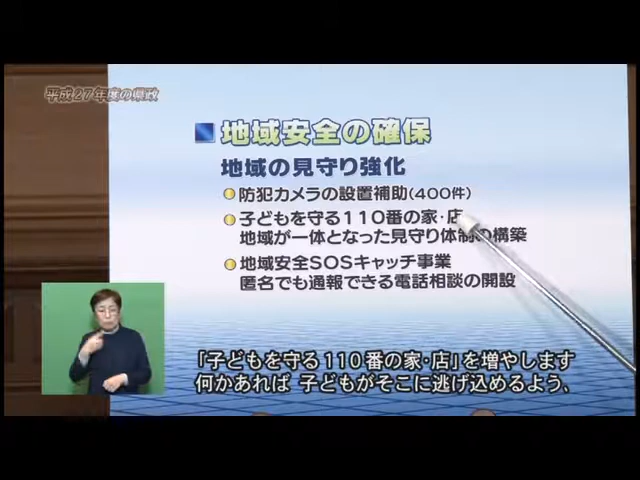 平成27年度の県政
地域安全の確保
地域の見守り強化
防犯カメラの設置補助(400件)
子どもを守る110番の家・店
地域が一体となった見守り体制の構築
地域安全SOSキャッチ事業
匿名でも通報できる電話相談の開設
「子どもを守る110番の家・店」を増やします
何かあれば 子どもがそこに逃げ込めるよう、